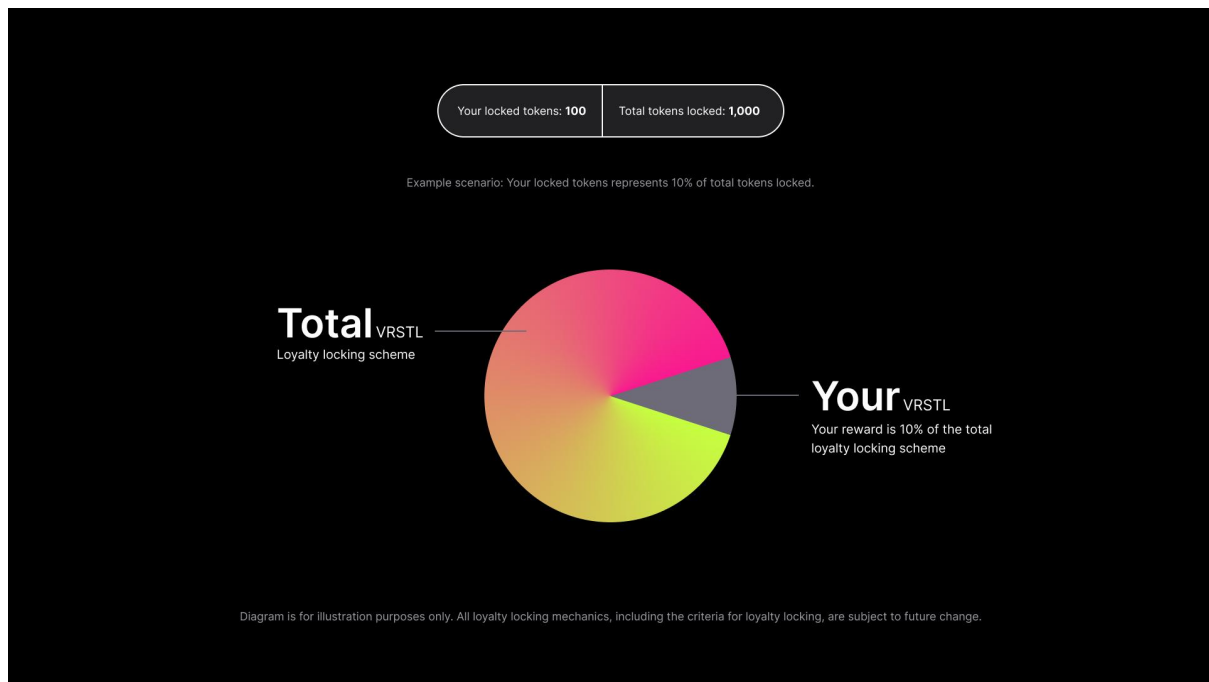 Your locked tokens: 100
Total tokens locked: 1,000
Example scenario: Your locked tokens represents 10% of total tokens locked.
Total VRSTL
Loyalty locking scheme
Your VRSTL
Your reward is 10% of the total
loyalty locking scheme
Diagram is for illustration purposes only. All loyalty locking mechanics, including the criteria for loyalty locking, are subject to future change.